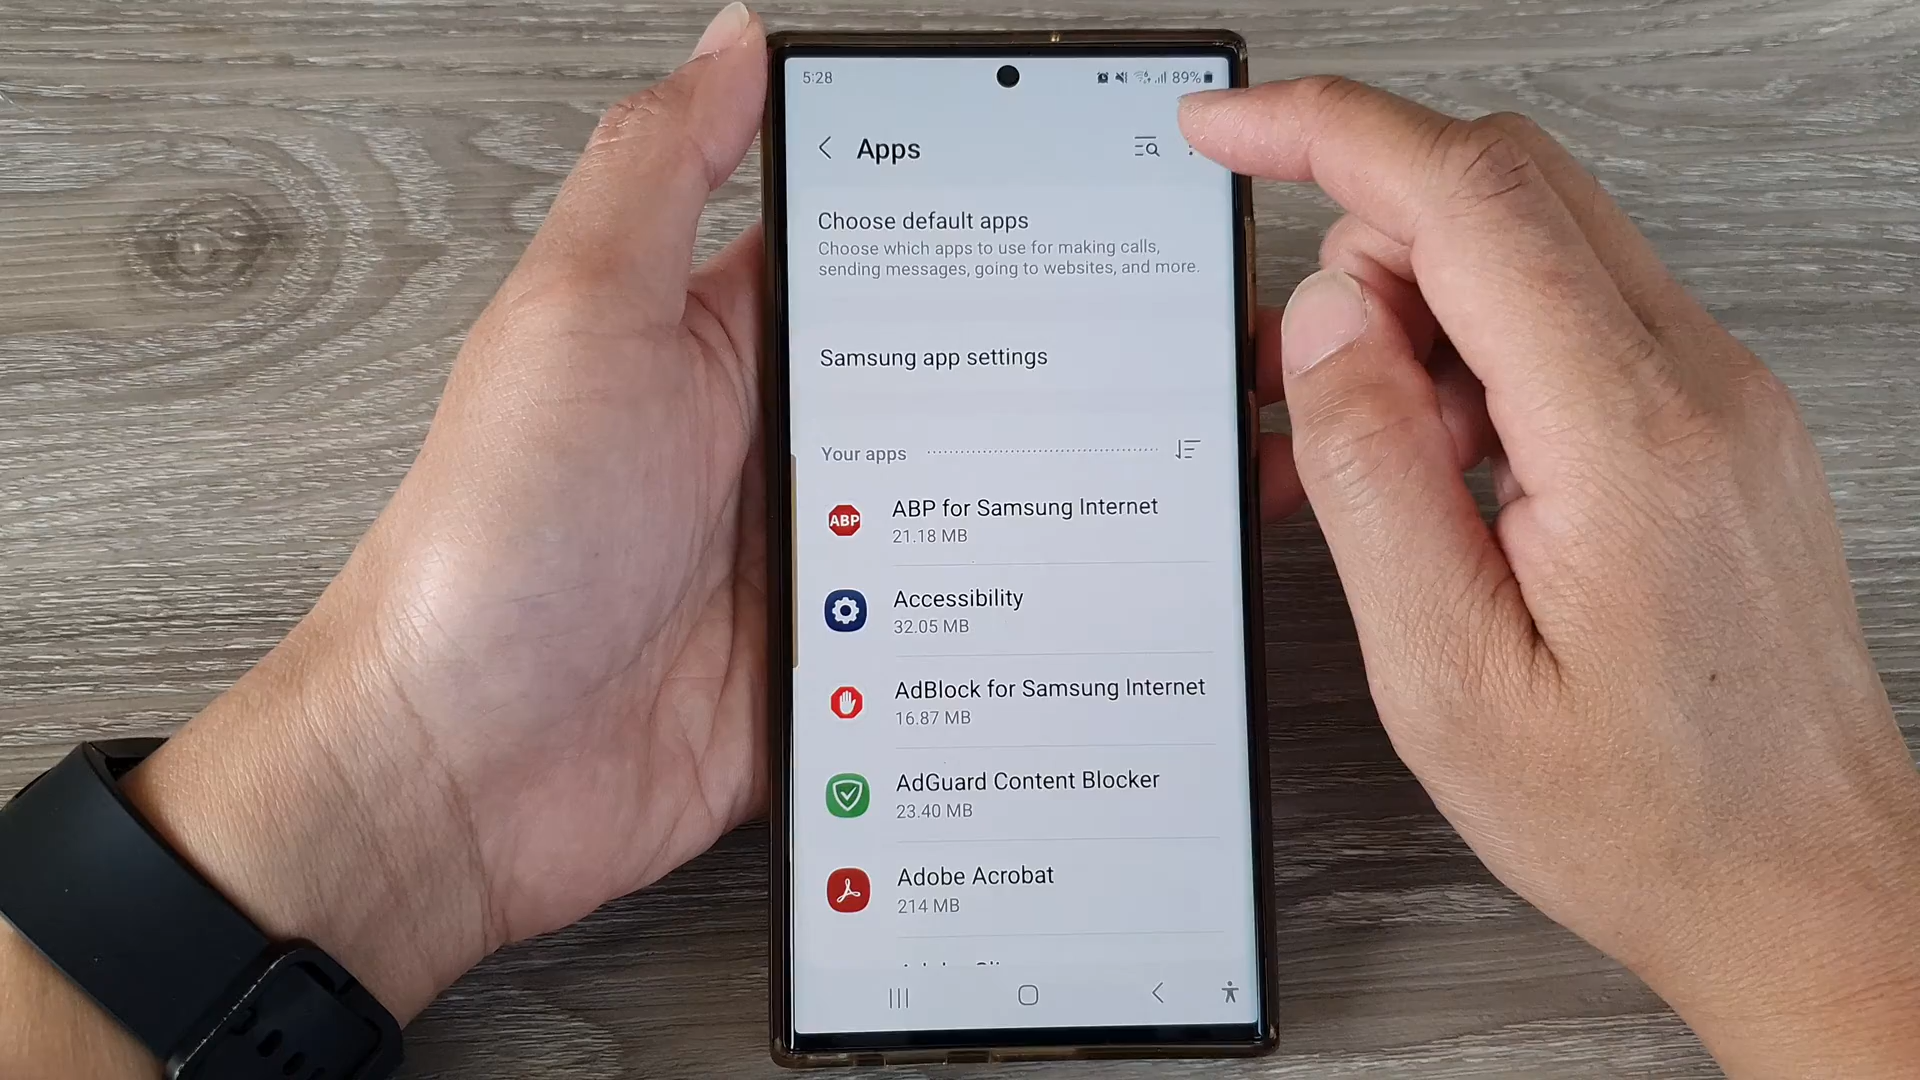 5:28
89%
Apps
Choose default apps
Choose which apps to use for making calls,
sending messages, going to websites, and more.
Samsung app settings
Your apps
ABP
ABP for Samsung Internet
21.18 MB
Accessibility
32.05 MB
AdBlock for Samsung Internet
16.87 MB
AdGuard Content Blocker
23.40 MB
Adobe Acrobat
214 MB